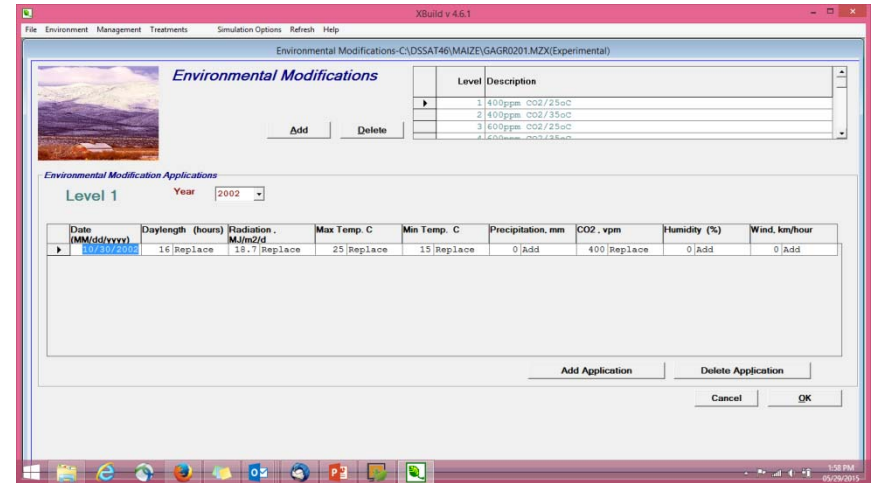 XBuild v 4.6.1
File Environment Management Treatments Simulation Options Refresh Help
Environmental Modifications-C:\DSSAT46\MAIZE\GAGR0201.MZX(Experimental)
Environmental Modifications
Add Delete
Level Description
1 400ppm CO2/25oC
2 400ppm CO2/35oC
3 600ppm CO2/25oC
4 600ppm CO2/35oC
Environmental Modification Applications
Level 1 Year 2002
Date (MM/dd/yyyy) Daylength (hours) Radiation , MJ/m2/d Max Temp. C Min Temp. C Precipitation, mm CO2 , vpm Humidity (%) Wind, km/hour
10/30/2002 16 Replace 18.7 Replace 25 Replace 15 Replace 0 Add 400 Replace 0 Add 0 Add
Add Application Delete Application
Cancel OK
1:58 PM
05/29/2015